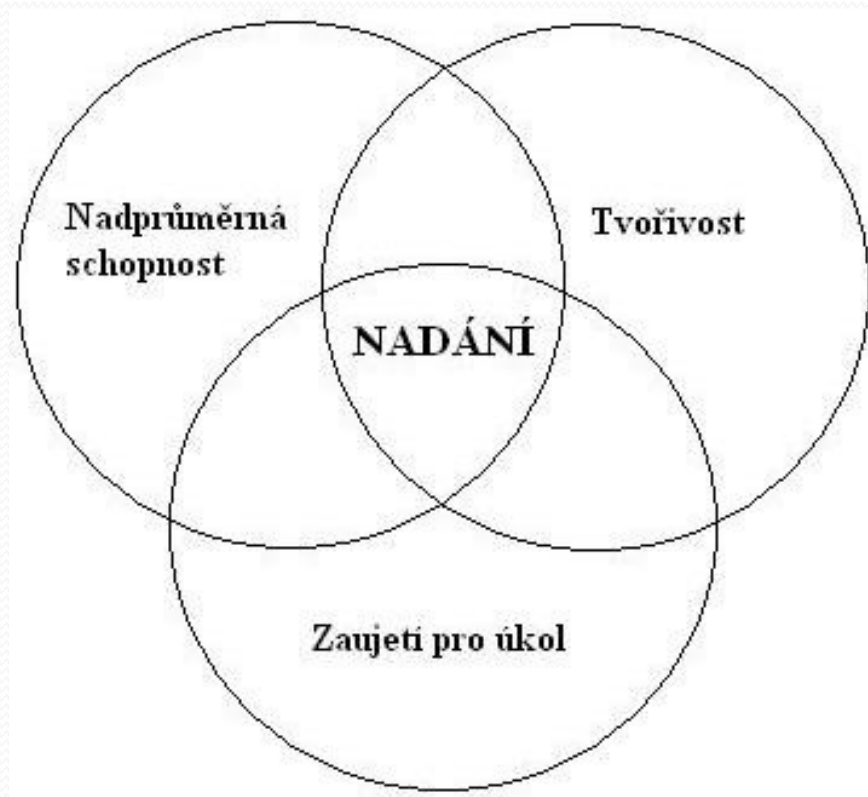 Nadprůměrná
schopnost
Tvořivost
NADÁNÍ
Zaujetí pro úkol